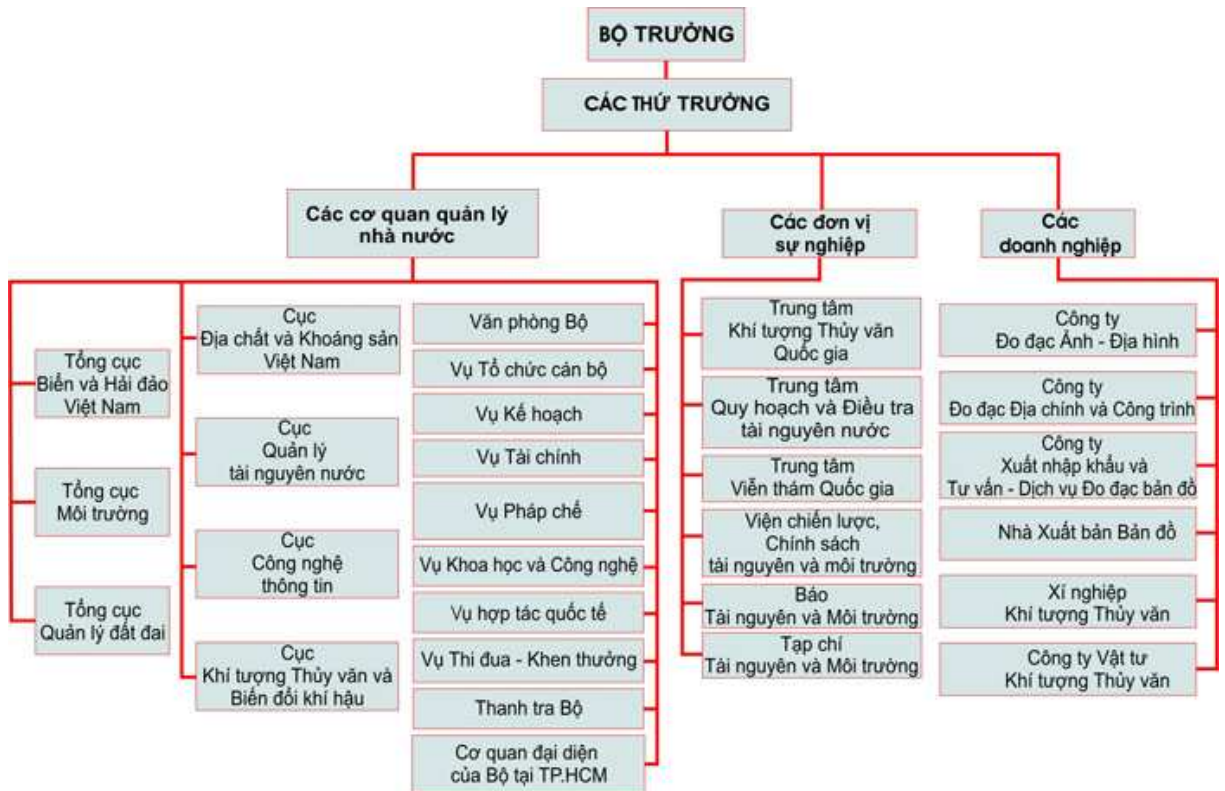 BỘ TRƯỞNG
CÁC THỨ TRƯỞNG
Các cơ quan quản lý
nhà nước
Các đơn vị
sự nghiệp
Các
doanh nghiệp
Tổng cục
Biển và Hải đảo
Việt Nam
Tổng cục
Môi trường
Tổng cục
Quản lý đất đai
Cục
Địa chất và Khoáng sản
Việt Nam
Cục
Quản lý
tài nguyên nước
Cục
Công nghệ
thông tin
Cục
Khí tượng Thủy văn và
Biến đổi khí hậu
Văn phòng Bộ
Vụ Tổ chức cán bộ
Vụ Kế hoạch
Vụ Tài chính
Vụ Pháp chế
Vụ Khoa học và Công nghệ
Vụ hợp tác quốc tế
Vụ Thi đua - Khen thưởng
Thanh tra Bộ
Cơ quan đại diện
của Bộ tại TP.HCM
Trung tâm
Khí tượng Thủy văn
Quốc gia
Trung tâm
Quy hoạch và Điều tra
tài nguyên nước
Trung tâm
Viễn thám Quốc gia
Viện chiến lược,
Chính sách
tài nguyên và môi trường
Báo
Tài nguyên và Môi trường
Tạp chí
Tài nguyên và Môi trường
Công ty
Đo đạc Ảnh - Địa hình
Công ty
Đo đạc Địa chính và Công trình
Công ty
Xuất nhập khẩu và
Tư vấn - Dịch vụ Đo đạc bản đồ
Nhà Xuất bản Bản đồ
Xí nghiệp
Khí tượng Thủy văn
Công ty Vật tư
Khí tượng Thủy văn